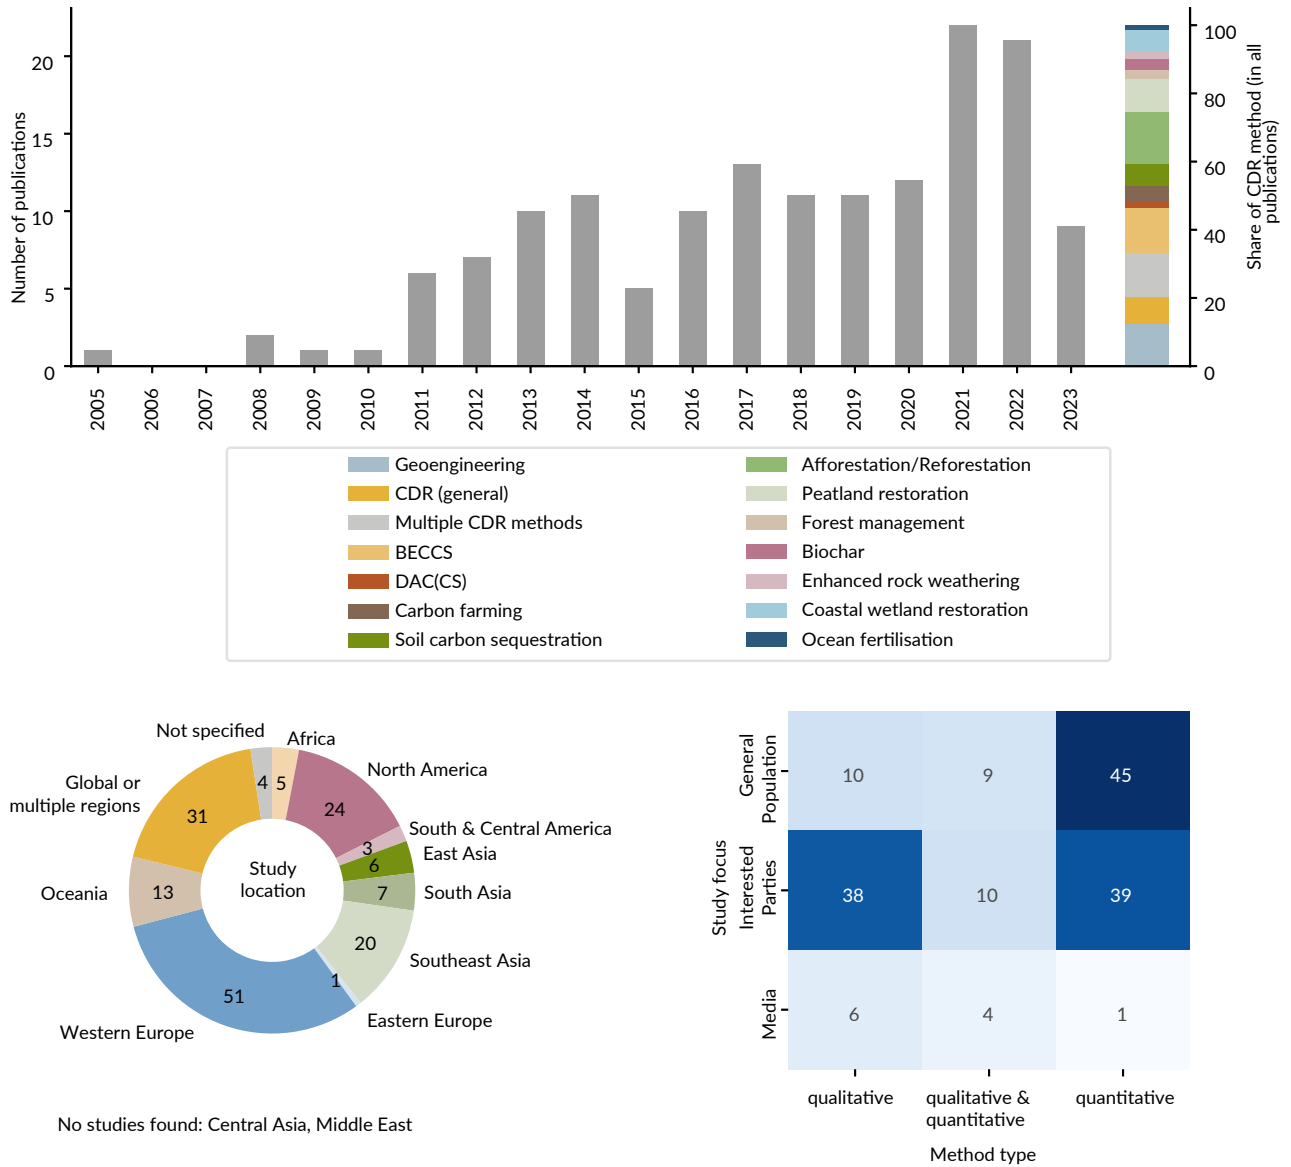 Number of publications
20
15
10
5
0
2005
2006
2007
2008
2009
2010
2011
2012
2013
2014
2015
2016
2017
2018
2019
2020
2021
2022
2023
100
80
60
40
20
0
Share of CDR method (in all
publications)
Geoengineering
CDR (general)
Multiple CDR methods
BECCS
DAC(CS)
Carbon farming
Soil carbon sequestration
Afforestation/Reforestation
Peatland restoration
Forest management
Biochar
Enhanced rock weathering
Coastal wetland restoration
Ocean fertilisation
Not specified
Africa
North America
South & Central America
East Asia
South Asia
Southeast Asia
Eastern Europe
Western Europe
Oceania
Global or
multiple regions
4
5
24
3
6
7
20
1
51
13
31
Study
location
No studies found: Central Asia, Middle East
Study focus
General
Population
Interested
Parties
Media
10
9
45
38
10
39
6
4
1
qualitative
qualitative &
quantitative
quantitative
Method type